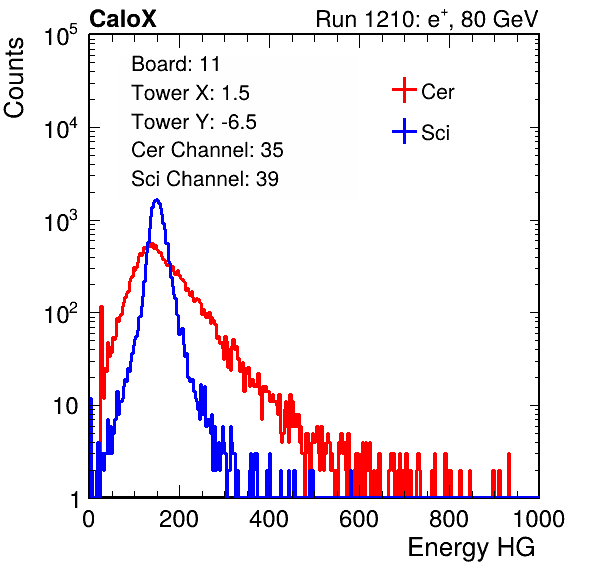 CaloX Run 1210: e⁺, 80 GeV
Counts
Board: 11
Tower X: 1.5
Tower Y: -6.5
Cer Channel: 35
Sci Channel: 39
Cer
Sci
10⁵
10⁴
10³
10²
10
1
0 200 400 600 800 1000
Energy HG